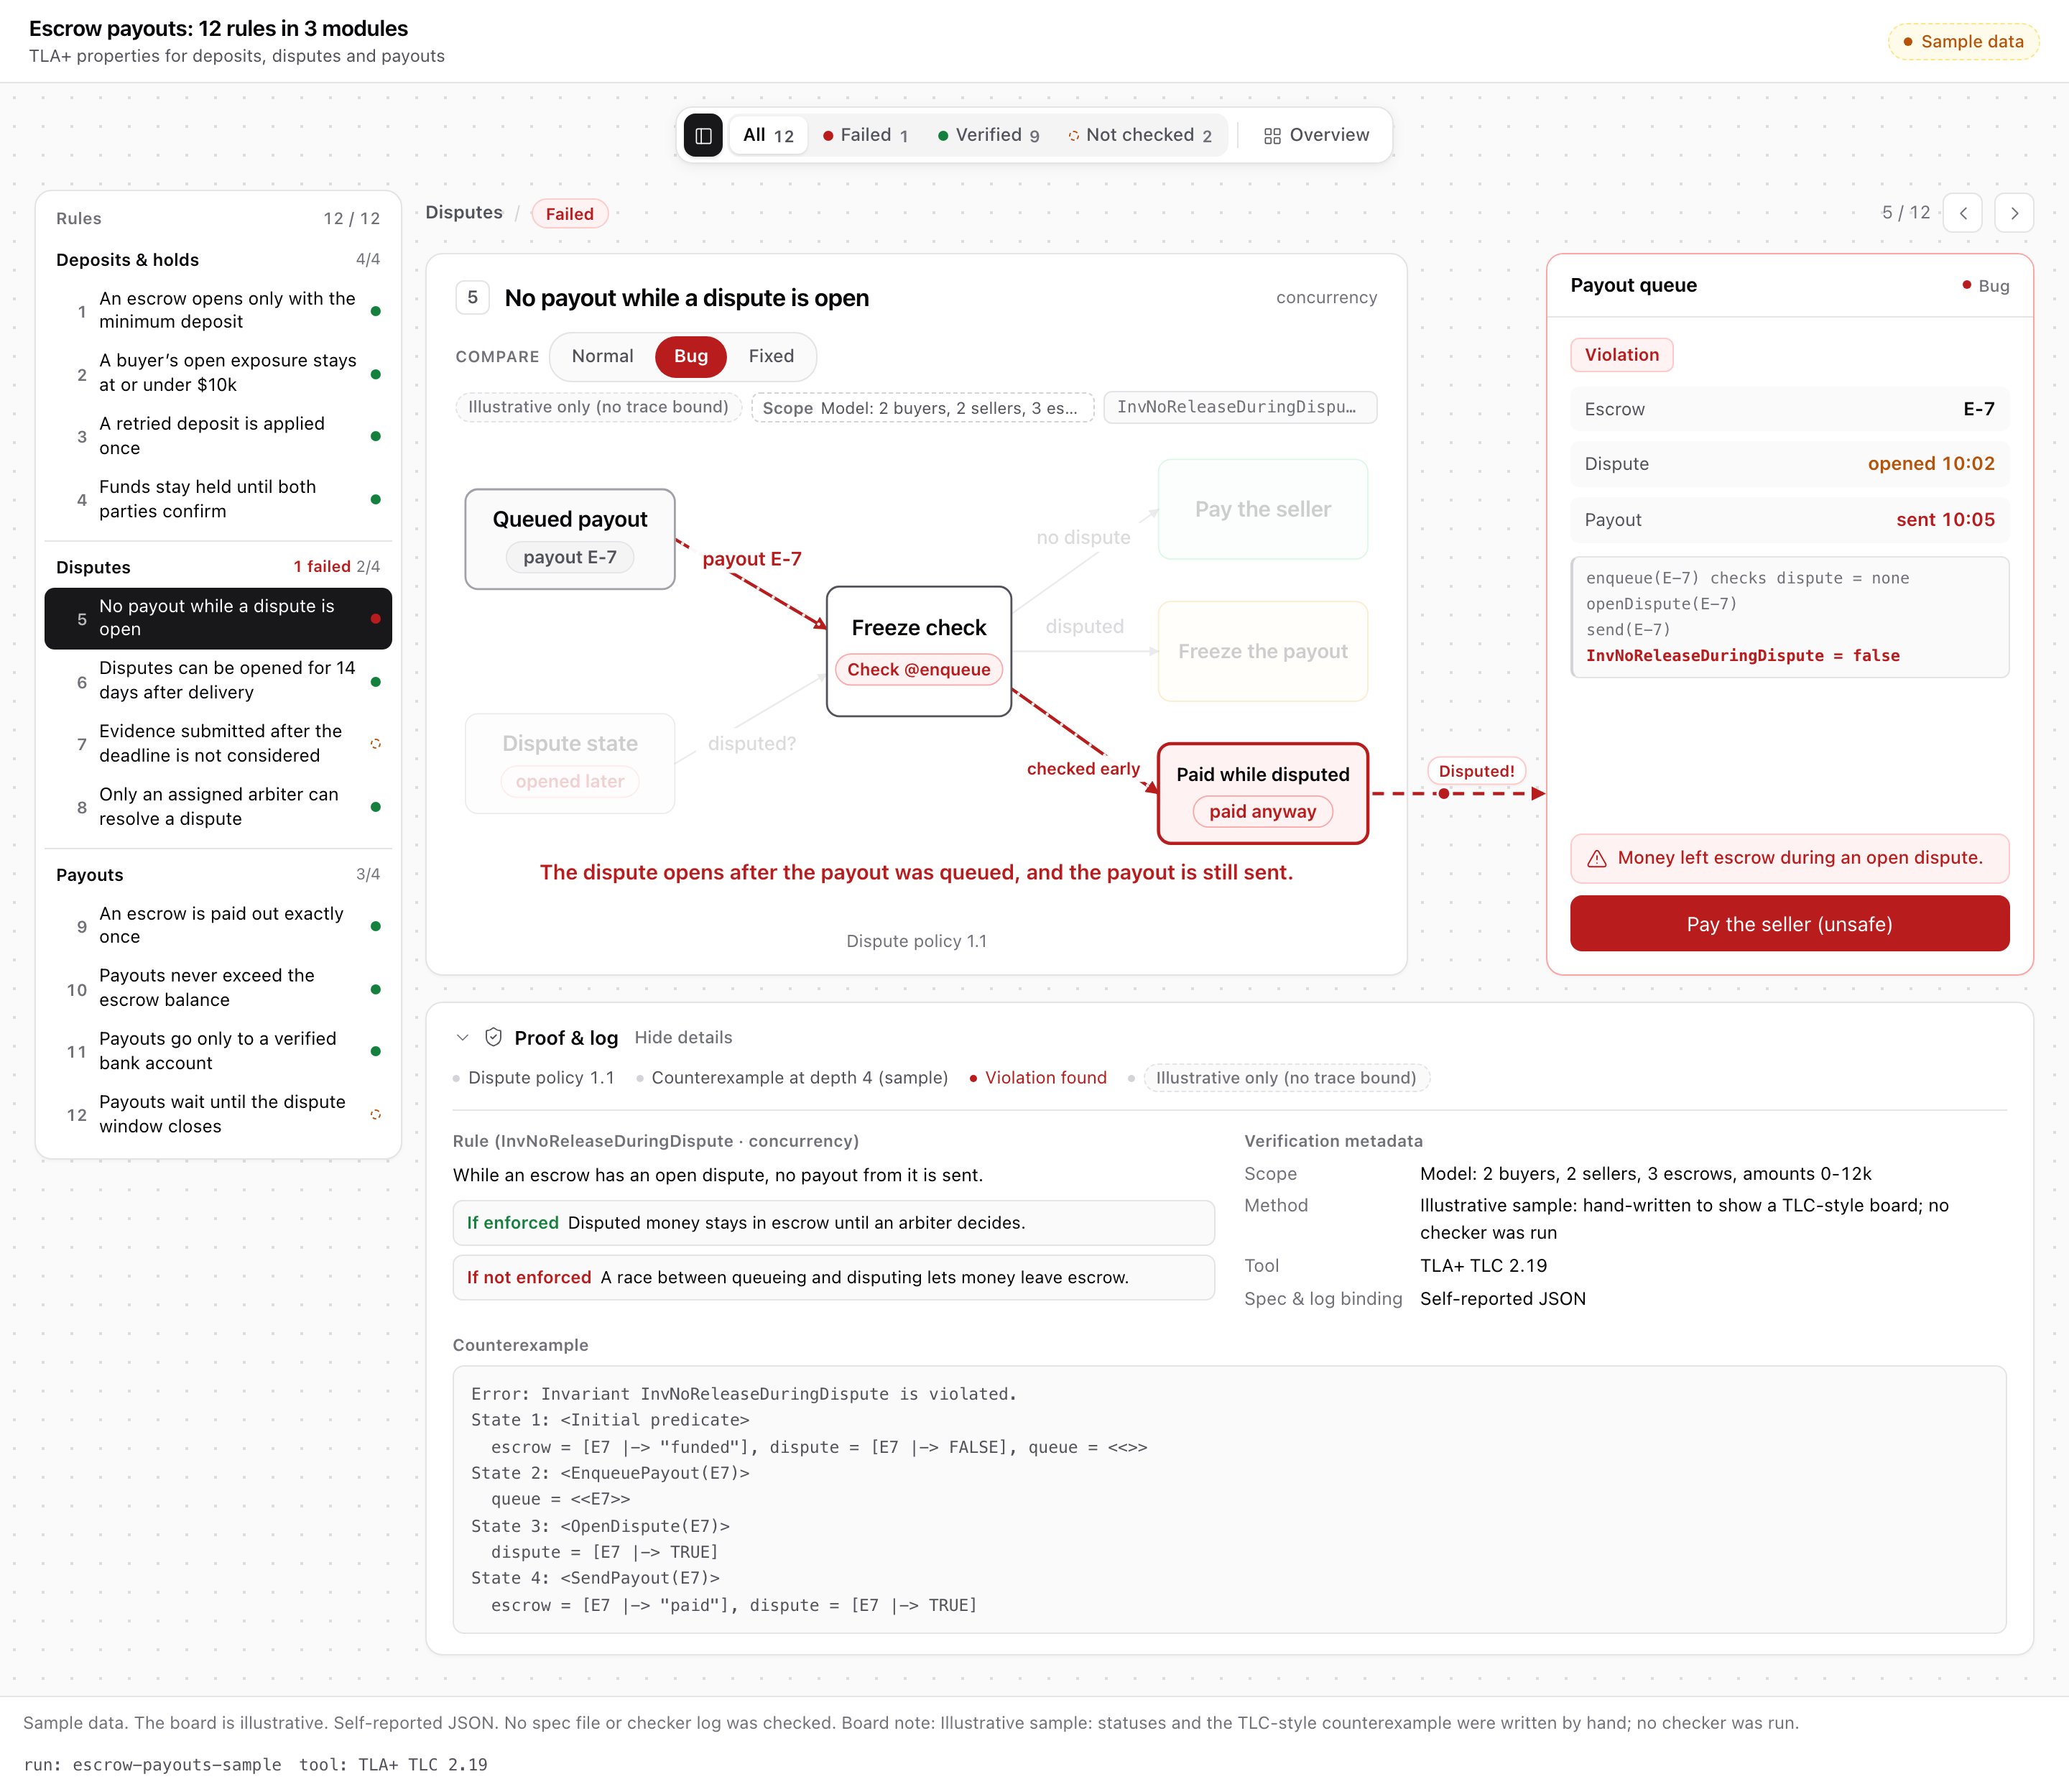 Escrow payouts: 12 rules in 3 modules
TLA+ properties for deposits, disputes and payouts
Sample data
All 12
Failed 1
Verified 9
Not checked 2
Overview
Rules 12 / 12
Deposits & holds 4/4
1 An escrow opens only with the
minimum deposit
2 A buyer’s open exposure stays
at or under $10k
3 A retried deposit is applied
once
4 Funds stay held until both
parties confirm
Disputes 1 failed 2/4
5 No payout while a dispute is
open
6 Disputes can be opened for 14
days after delivery
7 Evidence submitted after the
deadline is not considered
8 Only an assigned arbiter can
resolve a dispute
Payouts 3/4
9 An escrow is paid out exactly
once
10 Payouts never exceed the
escrow balance
11 Payouts go only to a verified
bank account
12 Payouts wait until the dispute
window closes
Disputes / Failed
5 / 12
5 No payout while a dispute is open
concurrency
COMPARE Normal Bug Fixed
Illustrative only (no trace bound)
Scope Model: 2 buyers, 2 sellers, 3 es...
InvNoReleaseDuringDispu…
Queued payout
payout E-7
payout E-7
Dispute state
opened later
disputed?
Freeze check
Check @enqueue
no dispute
disputed
checked early
Pay the seller
Freeze the payout
Paid while disputed
paid anyway
Disputed!
The dispute opens after the payout was queued, and the payout is still sent.
Dispute policy 1.1
Payout queue
Bug
Violation
Escrow E-7
Dispute opened 10:02
Payout sent 10:05
enqueue(E-7) checks dispute = none
openDispute(E-7)
send(E-7)
InvNoReleaseDuringDispute = false
Money left escrow during an open dispute.
Pay the seller (unsafe)
Proof & log Hide details
Dispute policy 1.1
Counterexample at depth 4 (sample)
Violation found
Illustrative only (no trace bound)
Rule (InvNoReleaseDuringDispute · concurrency)
While an escrow has an open dispute, no payout from it is sent.
If enforced Disputed money stays in escrow until an arbiter decides.
If not enforced A race between queueing and disputing lets money leave escrow.
Verification metadata
Scope Model: 2 buyers, 2 sellers, 3 escrows, amounts 0-12k
Method Illustrative sample: hand-written to show a TLC-style board; no
checker was run
Tool TLA+ TLC 2.19
Spec & log binding Self-reported JSON
Counterexample
Error: Invariant InvNoReleaseDuringDispute is violated.
State 1: <Initial predicate>
escrow = [E7 |-> "funded"], dispute = [E7 |-> FALSE], queue = <<>>
State 2: <EnqueuePayout(E7)>
queue = <<E7>>
State 3: <OpenDispute(E7)>
dispute = [E7 |-> TRUE]
State 4: <SendPayout(E7)>
escrow = [E7 |-> "paid"], dispute = [E7 |-> TRUE]
Sample data. The board is illustrative. Self-reported JSON. No spec file or checker log was checked. Board note: Illustrative sample: statuses and the TLC-style counterexample were written by hand; no checker was run.
run: escrow-payouts-sample tool: TLA+ TLC 2.19